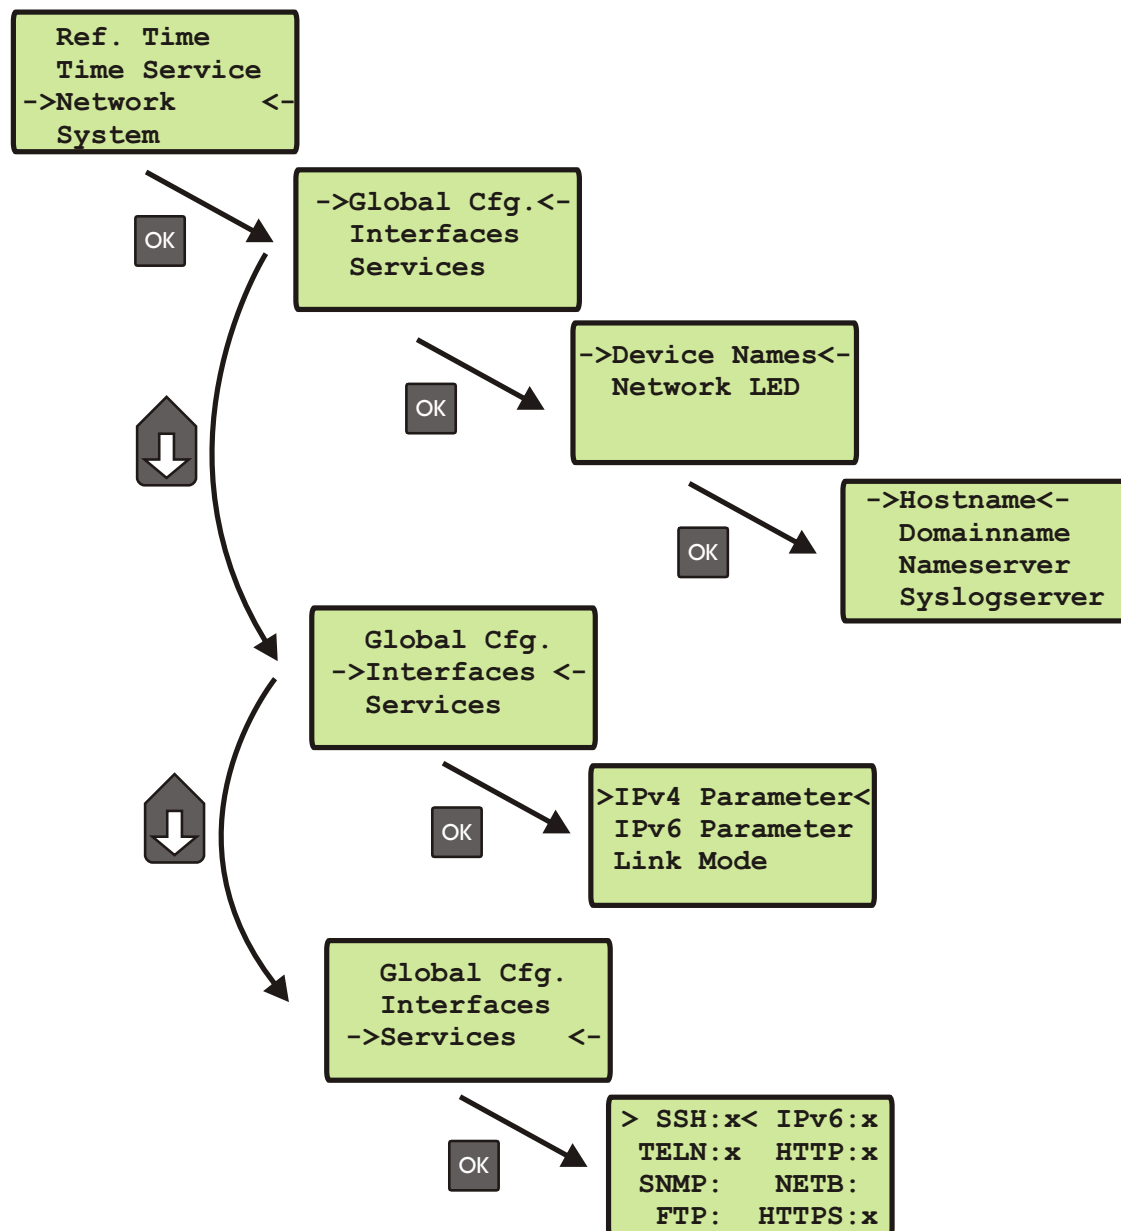 Ref. Time
Time Service
->Network <-
System
OK
->Global Cfg.<-
Interfaces
Services
OK
->Device Names<-
Network LED
OK
->Hostname<-
Domainname
Nameserver
Syslogserver
Global Cfg.
->Interfaces <-
Services
OK
>IPv4 Parameter<
IPv6 Parameter
Link Mode
Global Cfg.
Interfaces
->Services <-
OK
> SSH:x< IPv6:x
TELN:x HTTP:x
SNMP: NETB:
FTP: HTTPS:x